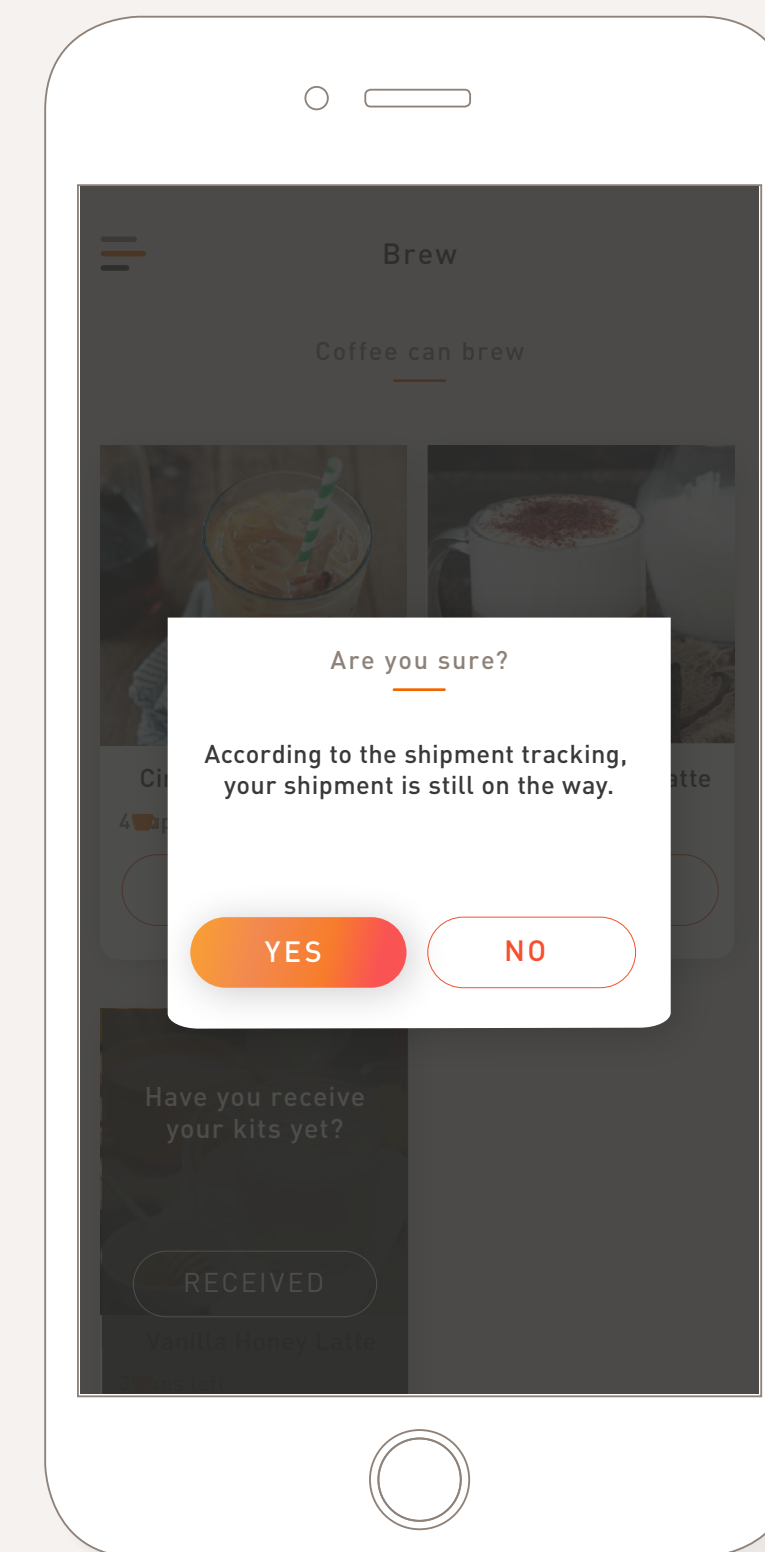 Brew
Coffee can brew
Are you sure?
According to the shipment tracking,
your shipment is still on the way.
atte
YES
NO
Have you receive
your kits yet?
RECEIVED
Vanilla Honey Latte